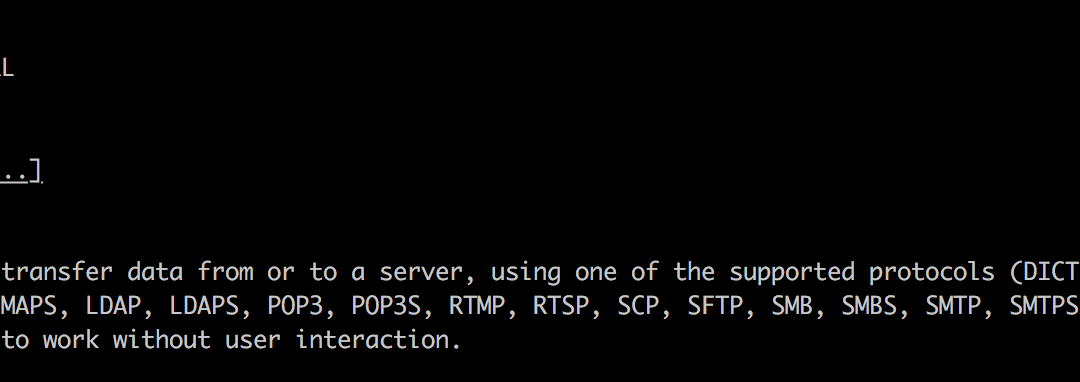 L
..]
transfer data from or to a server, using one of the supported protocols (DICT
MAPS, LDAP, LDAPS, POP3, POP3S, RTMP, RTSP, SCP, SFTP, SMB, SMBS, SMTP, SMTPS
to work without user interaction.